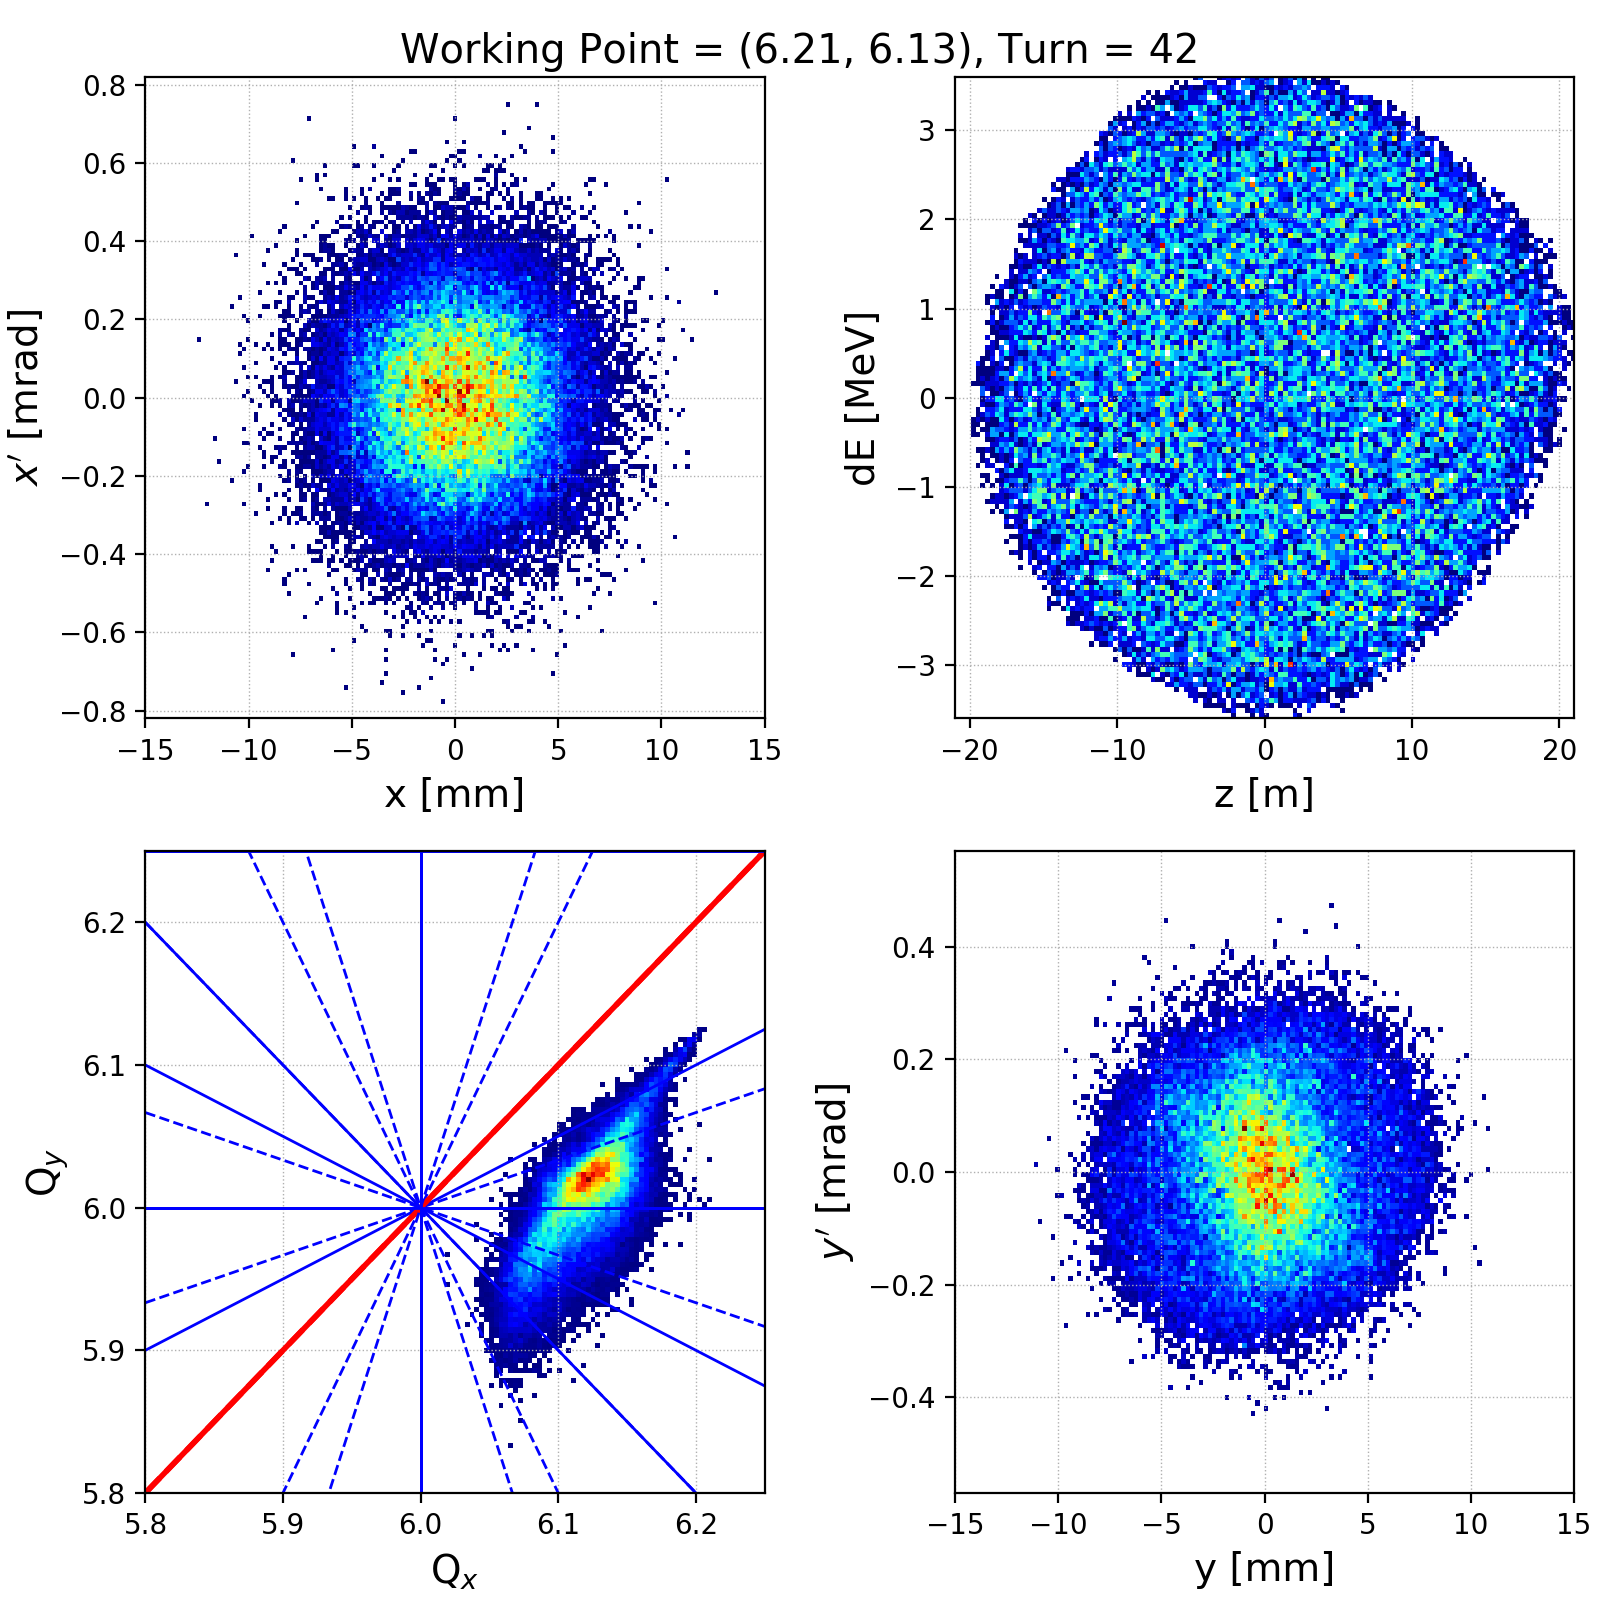 Working Point = (6.21, 6.13), Turn = 42
0.8
0.6
0.4
0.2
0.0
−0.2
−0.4
−0.6
−0.8
x′ [mrad]
−15 −10 −5 0 5 10 15
x [mm]
3
2
1
0
−1
−2
−3
dE [MeV]
−20 −10 0 10 20
z [m]
6.2
6.1
6.0
5.9
5.8
Qy
5.8 5.9 6.0 6.1 6.2
Qx
0.4
0.2
0.0
−0.2
−0.4
y′ [mrad]
−15 −10 −5 0 5 10 15
y [mm]